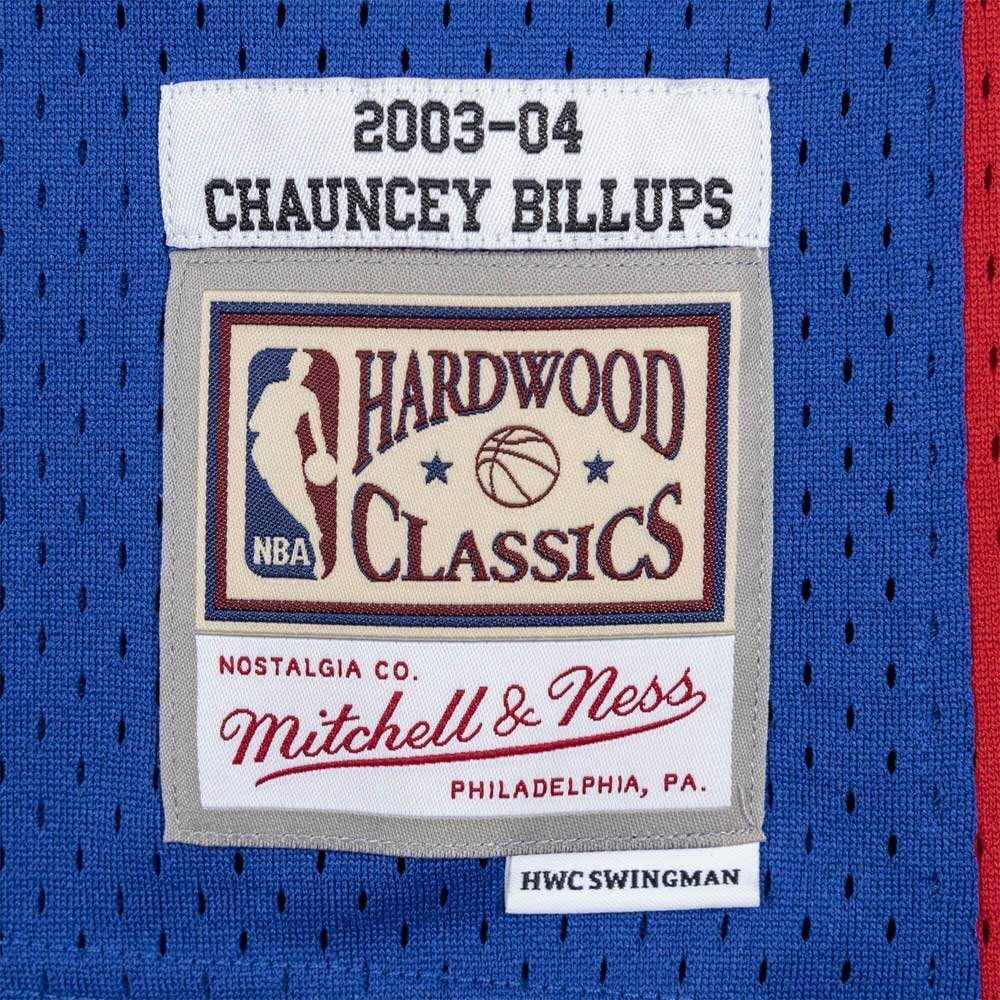 2003-04
CHAUNCEY BILLUPS
HARDWOOD
CLASSICS
NBA
NOSTALGIA CO.
Mitchell & Ness
PHILADELPHIA, PA.
HWC SWINGMAN